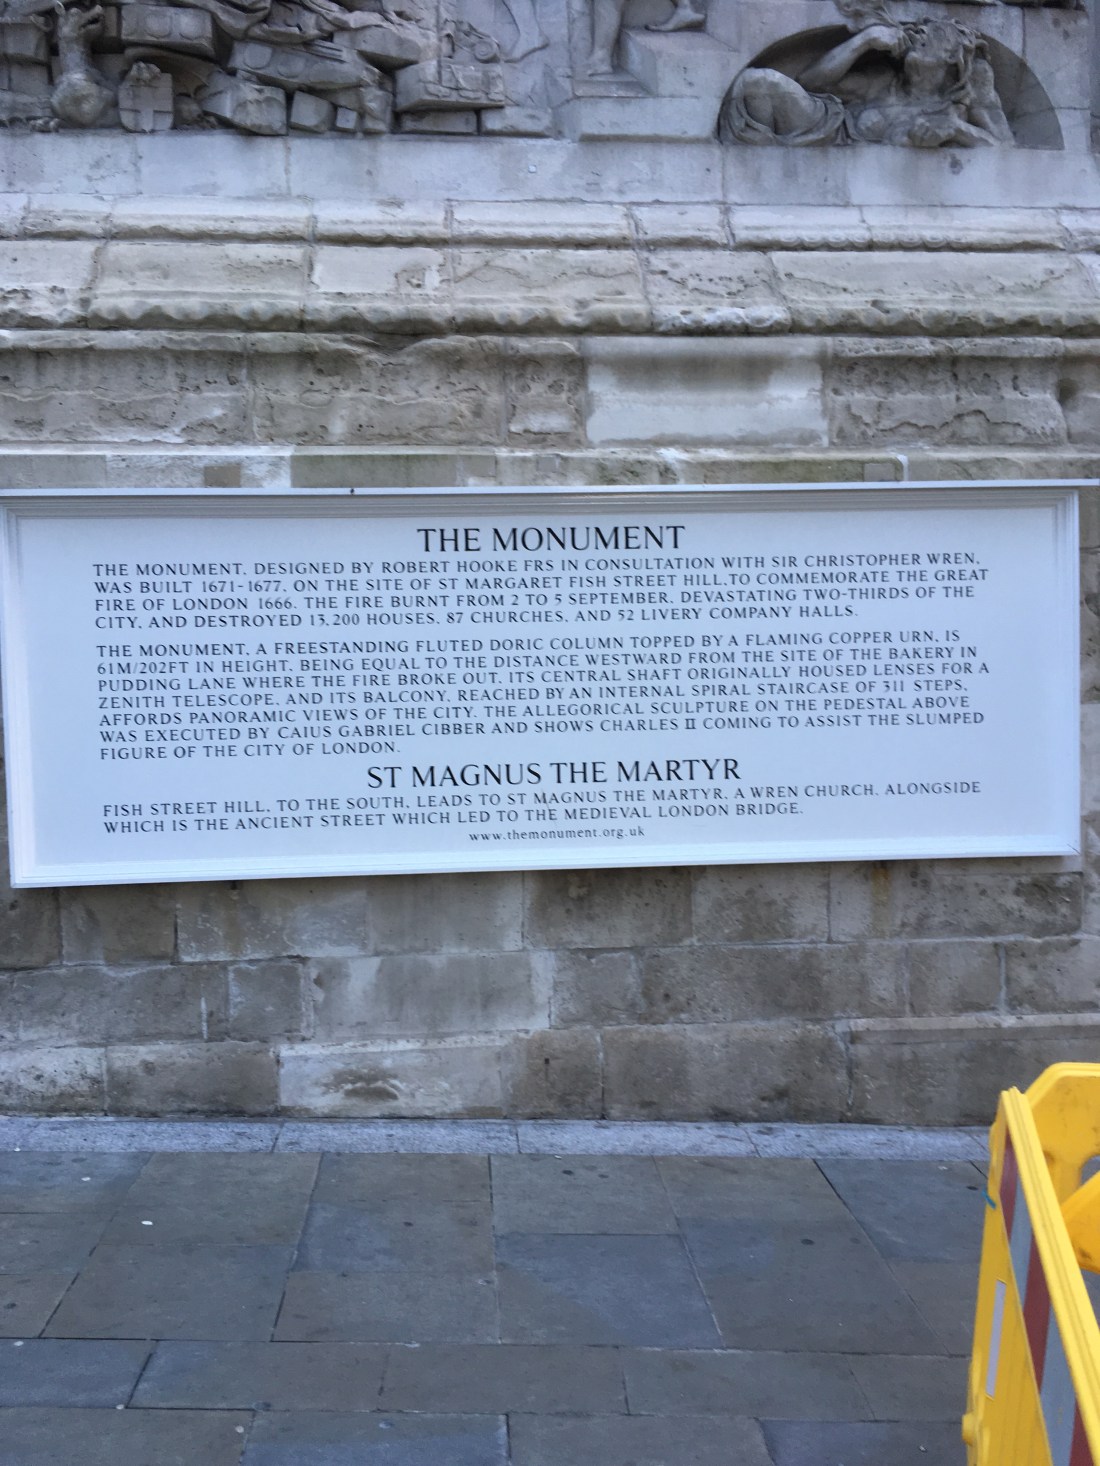 THE MONUMENT
THE MONUMENT, DESIGNED BY ROBERT HOOKE FRS IN CONSULTATION WITH SIR CHRISTOPHER WREN,
WAS BUILT 1671-1677, ON THE SITE OF ST MARGARET FISH STREET HILL, TO COMMEMORATE THE GREAT
FIRE OF LONDON 1666. THE FIRE BURNT FROM 2 TO 5 SEPTEMBER, DEVASTATING TWO-THIRDS OF THE
CITY, AND DESTROYED 13,200 HOUSES, 87 CHURCHES, AND 52 LIVERY COMPANY HALLS.
THE MONUMENT, A FREESTANDING FLUTED DORIC COLUMN TOPPED BY A FLAMING COPPER URN, IS
61M/202FT IN HEIGHT, BEING EQUAL TO THE DISTANCE WESTWARD FROM THE SITE OF THE BAKERY IN
PUDDING LANE WHERE THE FIRE BROKE OUT. ITS CENTRAL SHAFT ORIGINALLY HOUSED LENSES FOR A
ZENITH TELESCOPE, AND ITS BALCONY, REACHED BY AN INTERNAL SPIRAL STAIRCASE OF 311 STEPS,
AFFORDS PANORAMIC VIEWS OF THE CITY. THE ALLEGORICAL SCULPTURE ON THE PEDESTAL ABOVE
WAS EXECUTED BY CAIUS GABRIEL CIBBER AND SHOWS CHARLES II COMING TO ASSIST THE SLUMPED
FIGURE OF THE CITY OF LONDON.
ST MAGNUS THE MARTYR
FISH STREET HILL, TO THE SOUTH, LEADS TO ST MAGNUS THE MARTYR, A WREN CHURCH, ALONGSIDE
WHICH IS THE ANCIENT STREET WHICH LED TO THE MEDIEVAL LONDON BRIDGE.
www.themonument.org.uk